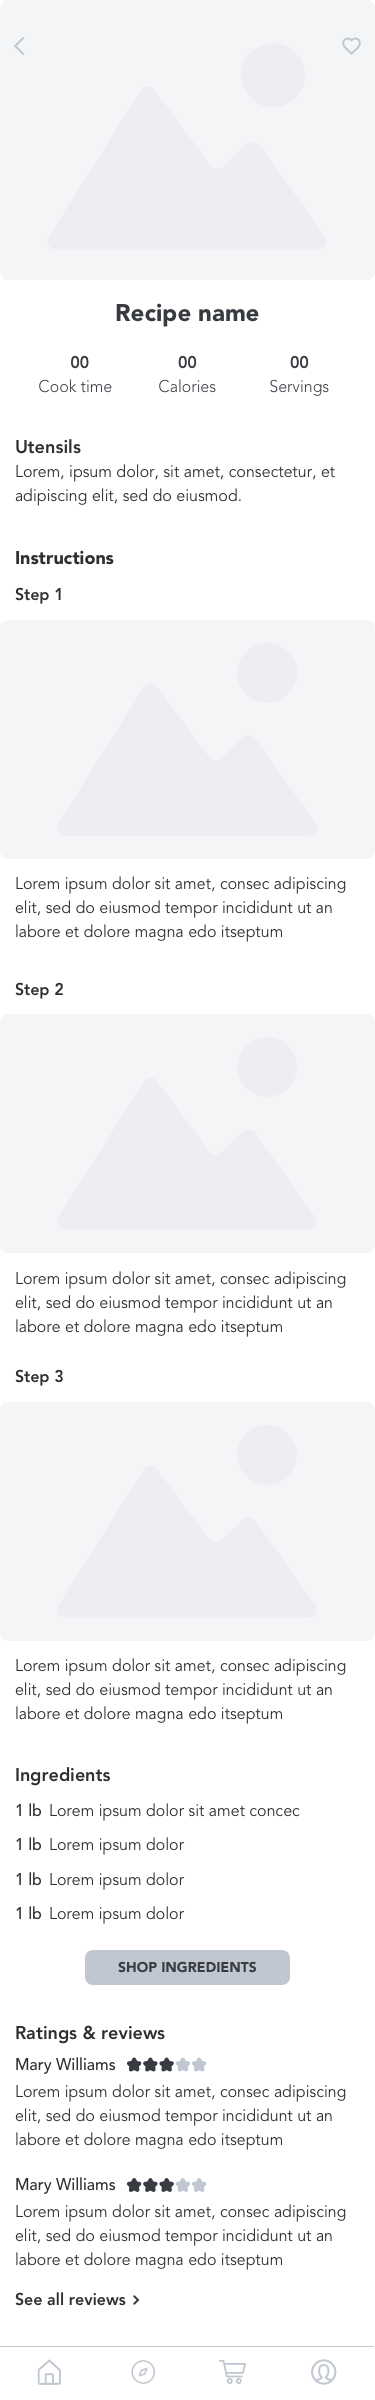 Recipe name
00 00 00
Cook time Calories Servings
Utensils
Lorem, ipsum dolor, sit amet, consectetur, et
adipiscing elit, sed do eiusmod.
Instructions
Step 1
Lorem ipsum dolor sit amet, consec adipiscing
elit, sed do eiusmod tempor incididunt ut an
labore et dolore magna edo itseptum
Step 2
Lorem ipsum dolor sit amet, consec adipiscing
elit, sed do eiusmod tempor incididunt ut an
labore et dolore magna edo itseptum
Step 3
Lorem ipsum dolor sit amet, consec adipiscing
elit, sed do eiusmod tempor incididunt ut an
labore et dolore magna edo itseptum
Ingredients
1 lb Lorem ipsum dolor sit amet concec
1 lb Lorem ipsum dolor
1 lb Lorem ipsum dolor
1 lb Lorem ipsum dolor
SHOP INGREDIENTS
Ratings & reviews
Mary Williams
Lorem ipsum dolor sit amet, consec adipiscing
elit, sed do eiusmod tempor incididunt ut an
labore et dolore magna edo itseptum
Mary Williams
Lorem ipsum dolor sit amet, consec adipiscing
elit, sed do eiusmod tempor incididunt ut an
labore et dolore magna edo itseptum
See all reviews